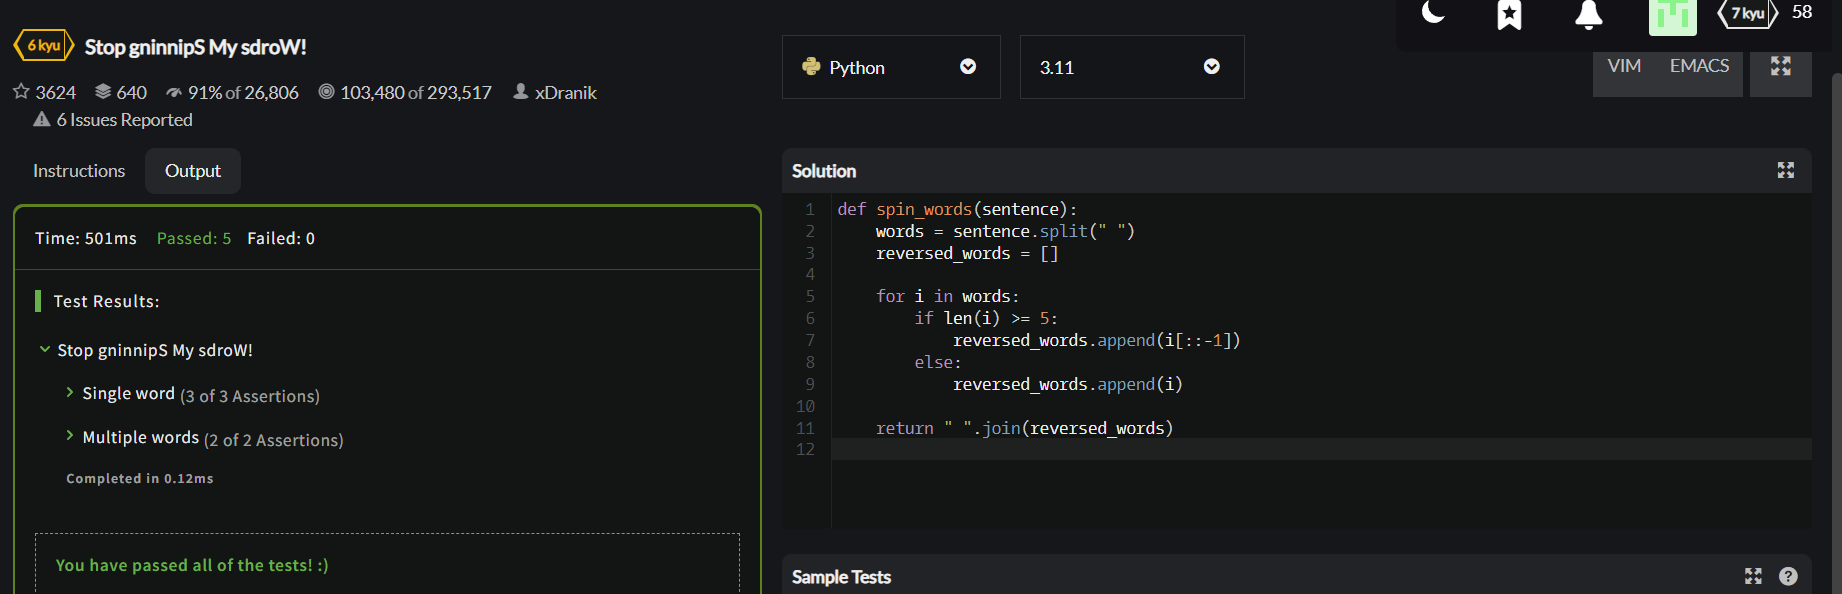 6 kyu Stop gninnipS My sdroW!
3624 640 91% of 26,806 103,480 of 293,517 xDranik
6 Issues Reported
Instructions Output
Time: 501ms Passed: 5 Failed: 0
Test Results:
Stop gninnipS My sdroW!
Single word (3 of 3 Assertions)
Multiple words (2 of 2 Assertions)
Completed in 0.12ms
You have passed all of the tests! :)
7 kyu 58
Python 3.11 VIM EMACS
Solution
1 def spin_words(sentence):
2     words = sentence.split(" ")
3     reversed_words = []
4
5     for i in words:
6         if len(i) >= 5:
7             reversed_words.append(i[::-1])
8         else:
9             reversed_words.append(i)
10
11     return " ".join(reversed_words)
12
Sample Tests ?